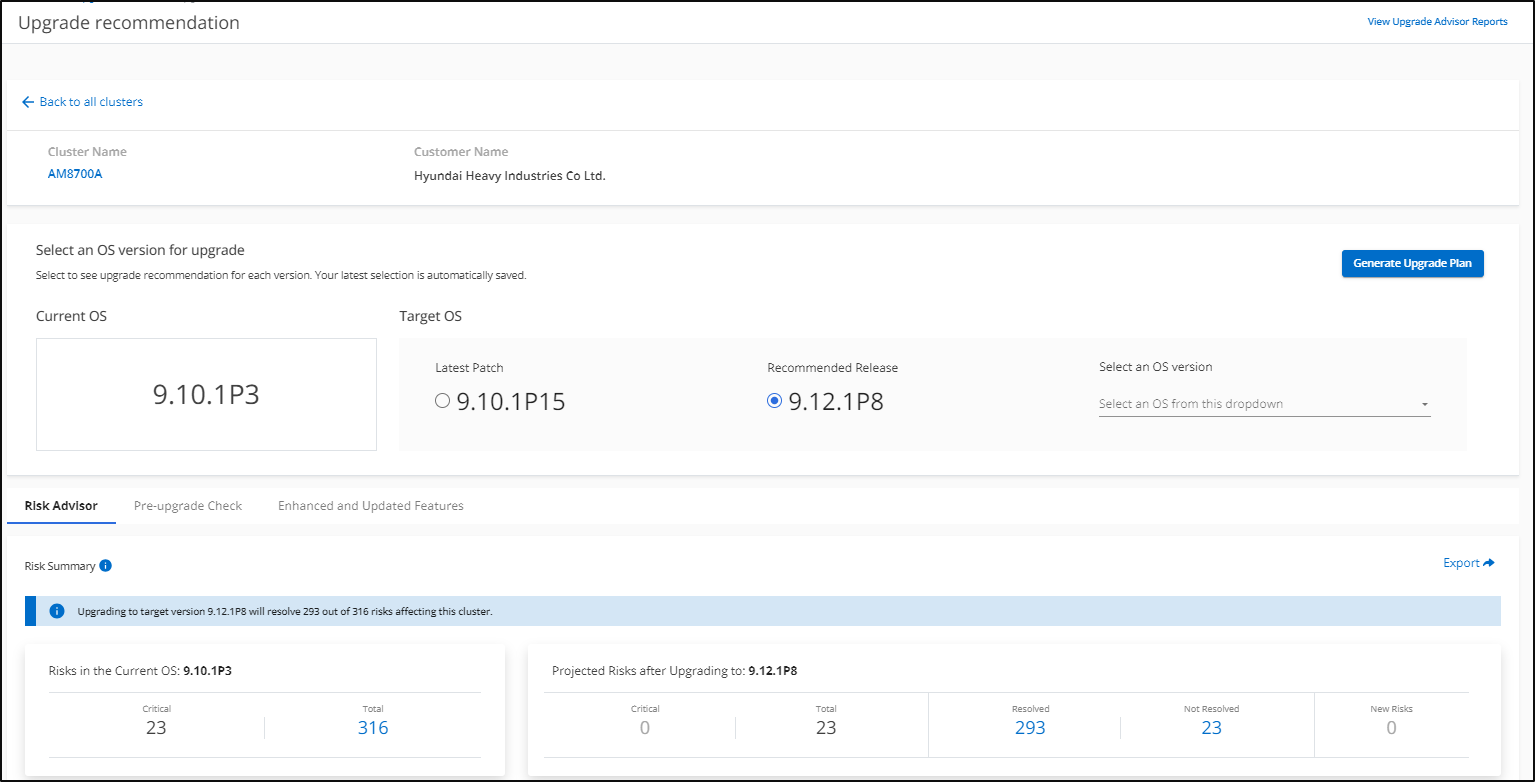 Upgrade recommendation
View Upgrade Advisor Reports
Back to all clusters
Cluster Name
Customer Name
AM8700A
Hyundai Heavy Industries Co Ltd.
Select an OS version for upgrade
Select to see upgrade recommendation for each version. Your latest selection is automatically saved.
Generate Upgrade Plan
Current OS
Target OS
9.10.1P3
Latest Patch
9.10.1P15
Recommended Release
9.12.1P8
Select an OS version
Select an OS from this dropdown
Risk Advisor
Pre-upgrade Check
Enhanced and Updated Features
Risk Summary
Export
Upgrading to target version 9.12.1P8 will resolve 293 out of 316 risks affecting this cluster.
Risks in the Current OS: 9.10.1P3
Critical
23
Total
316
Projected Risks after Upgrading to: 9.12.1P8
Critical
0
Total
23
Resolved
293
Not Resolved
23
New Risks
0